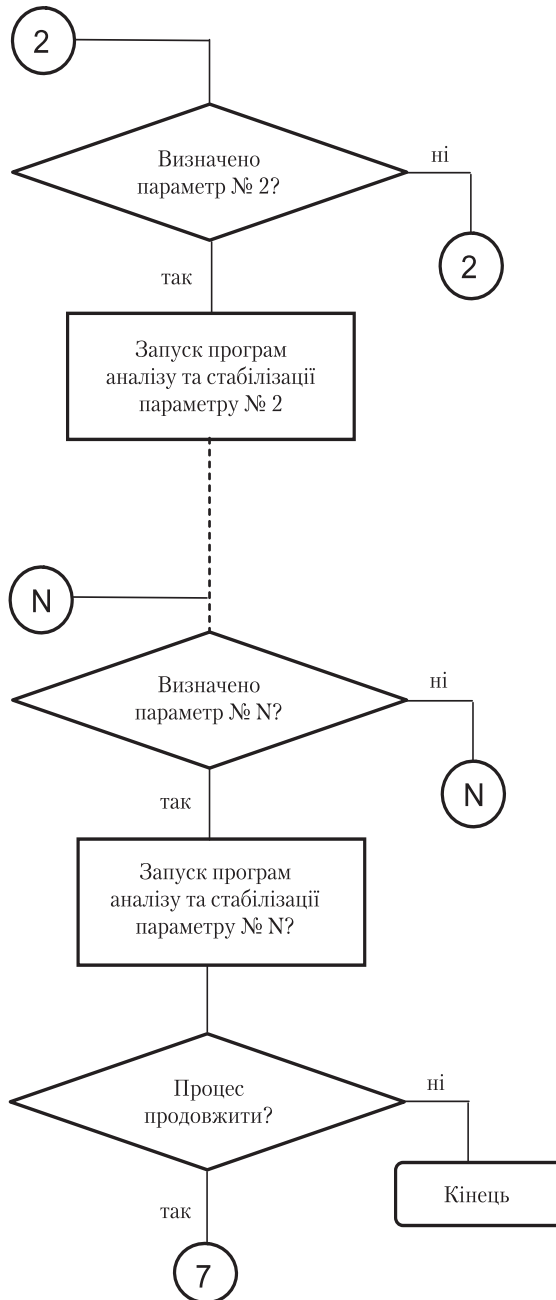 2
Визначено
параметр № 2?
ні
2
так
Запуск програм
аналізу та стабілізації
параметру № 2
N
Визначено
параметр № N?
ні
N
так
Запуск програм
аналізу та стабілізації
параметру № N?
Процес
продовжити?
ні
Кінець
так
7